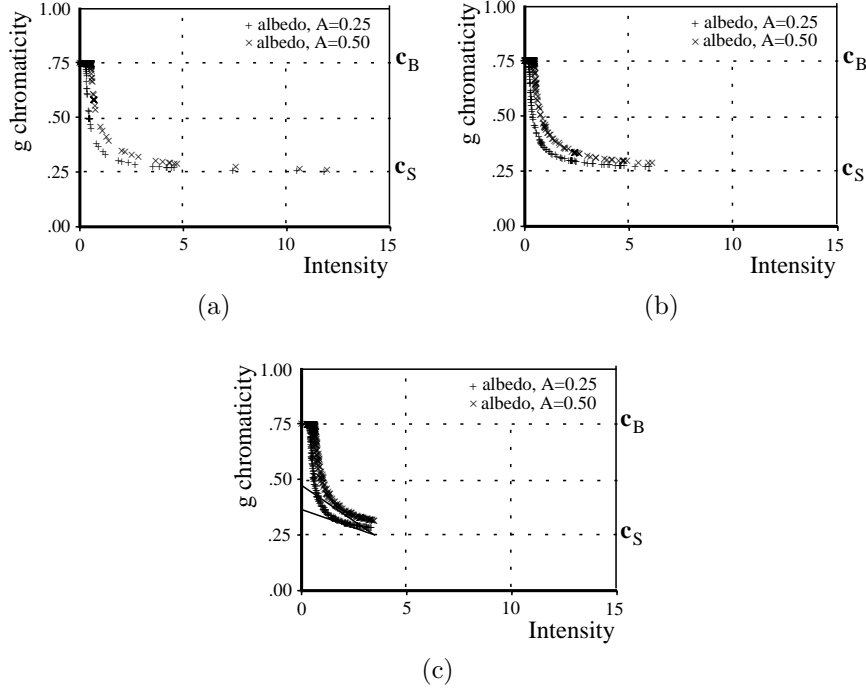 1.00
+ albedo, A=0.25
× albedo, A=0.50
g chromaticity
.75
c_B
.50
.25
c_S
.00
0 5 10 15
Intensity
(a)
1.00
+ albedo, A=0.25
× albedo, A=0.50
g chromaticity
.75
c_B
.50
.25
c_S
.00
0 5 10 15
Intensity
(b)
1.00
+ albedo, A=0.25
× albedo, A=0.50
g chromaticity
.75
c_B
.50
.25
c_S
.00
0 5 10 15
Intensity
(c)